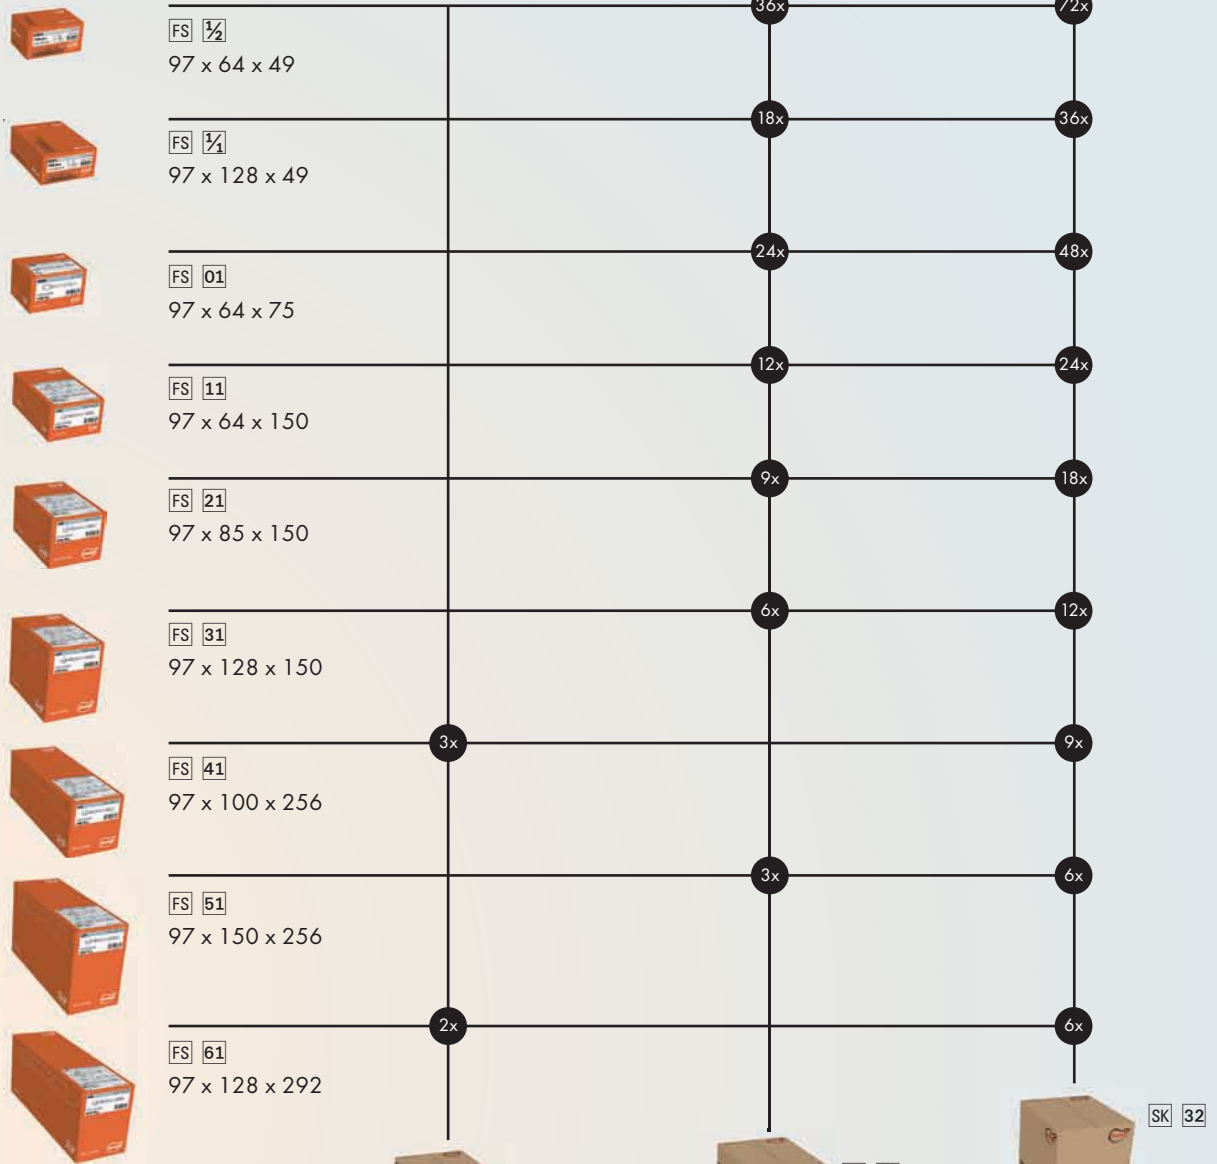 36x 72x
FS 1/2
97 x 64 x 49
18x 36x
FS 1/1
97 x 128 x 49
24x 48x
FS 01
97 x 64 x 75
12x 24x
FS 11
97 x 64 x 150
9x 18x
FS 21
97 x 85 x 150
6x 12x
FS 31
97 x 128 x 150
3x 9x
FS 41
97 x 100 x 256
3x 6x
FS 51
97 x 150 x 256
2x 6x
FS 61
97 x 128 x 292
SK 32